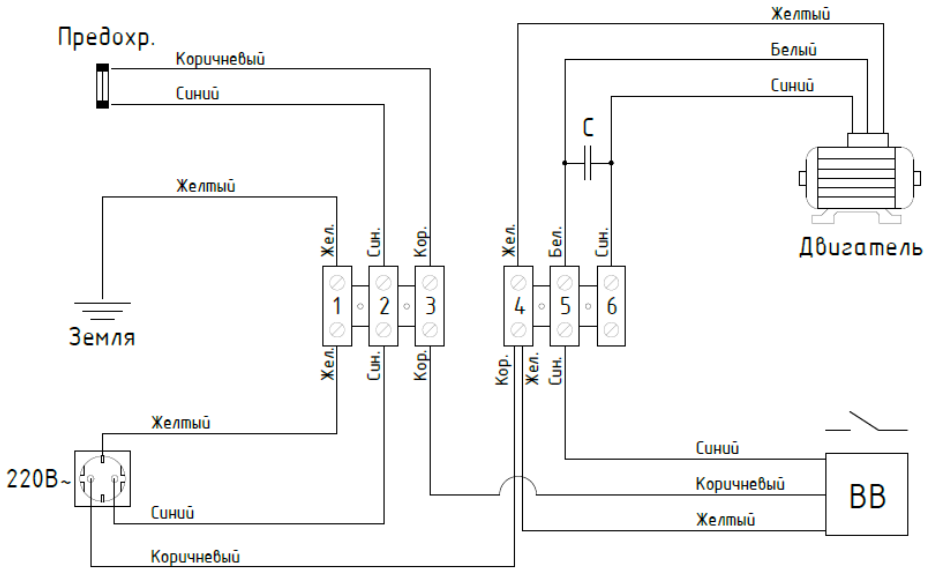 Желтый
Предохр.
Белый
Коричневый
Синий
Синий
C
Желтый
Жел.
Син.
Кор.
Жел.
Бел.
Син.
Двигатель
1
2
3
4
5
6
Земля
Жел.
Син.
Кор.
Кор.
Жел.
Син.
Желтый
Синий
220В~
Коричневый
ВВ
Синий
Желтый
Коричневый